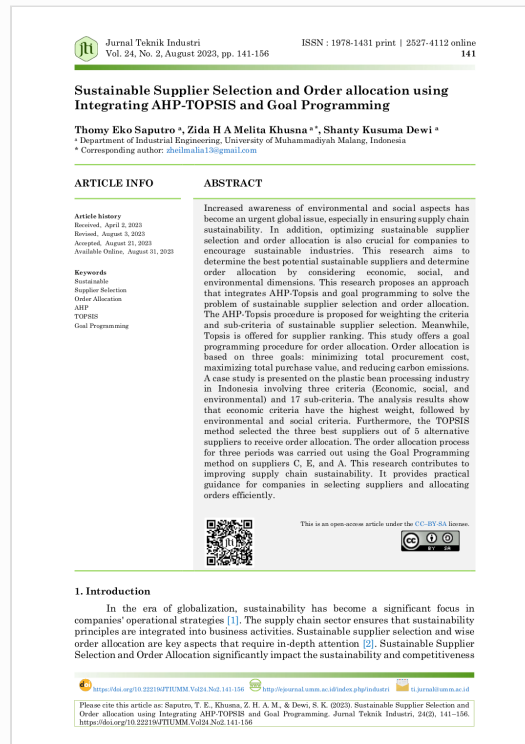 jti
Jurnal Teknik Industri
Vol. 24, No. 2, August 2023, pp. 141-156
ISSN : 1978-1431 print | 2527-4112 online
141
Sustainable Supplier Selection and Order allocation using
Integrating AHP-TOPSIS and Goal Programming
Thomy Eko Saputro a, Zida H A Melita Khusna a *, Shanty Kusuma Dewi a
a Department of Industrial Engineering, University of Muhammadiyah Malang, Indonesia
* Corresponding author: zheilmalia13@gmail.com
ARTICLE INFO
Article history
Received, April 2, 2023
Revised, August 3, 2023
Accepted, August 21, 2023
Available Online, August 31, 2023
Keywords
Sustainable
Supplier Selection
Order Allocation
AHP
TOPSIS
Goal Programming
ABSTRACT
Increased awareness of environmental and social aspects has
become an urgent global issue, especially in ensuring supply chain
sustainability. In addition, optimizing sustainable supplier
selection and order allocation is also crucial for companies to
encourage sustainable industries. This research aims to
determine the best potential sustainable suppliers and determine
order allocation by considering economic, social, and
environmental dimensions. This research proposes an approach
that integrates AHP-Topsis and goal programming to solve the
problem of sustainable supplier selection and order allocation.
The AHP-Topsis procedure is proposed for weighting the criteria
and sub-criteria of sustainable supplier selection. Meanwhile,
Topsis is offered for supplier ranking. This study offers a goal
programming procedure for order allocation. Order allocation is
based on three goals: minimizing total procurement cost,
maximizing total purchase value, and reducing carbon emissions.
A case study is presented on the plastic bean processing industry
in Indonesia involving three criteria (Economic, social, and
environmental) and 17 sub-criteria. The analysis results show
that economic criteria have the highest weight, followed by
environmental and social criteria. Furthermore, the TOPSIS
method selected the three best suppliers out of 5 alternative
suppliers to receive order allocation. The order allocation process
for three periods was carried out using the Goal Programming
method on suppliers C, E, and A. This research contributes to
improving supply chain sustainability. It provides practical
guidance for companies in selecting suppliers and allocating
orders efficiently.
jti
This is an open-access article under the CC-BY-SA license.
cc BY SA
1. Introduction
In the era of globalization, sustainability has become a significant focus in
companies' operational strategies [1]. The supply chain sector ensures that sustainability
principles are integrated into business activities. Sustainable supplier selection and wise
order allocation are key aspects that require in-depth attention [2]. Sustainable Supplier
Selection and Order Allocation significantly impact the sustainability and competitiveness
doi https://doi.org/10.22219/JTIUMM.Vol24.No2.141-156 http://ejournal.umm.ac.id/index.php/industri ti.jurnal@umm.ac.id
Please cite this article as: Saputro, T. E., Khusna, Z. H. A. M., & Dewi, S. K. (2023). Sustainable Supplier Selection and
Order allocation using Integrating AHP-TOPSIS and Goal Programming. Jurnal Teknik Industri, 24(2), 141–156.
https://doi.org/10.22219/JTIUMM.Vol24.No2.141-156